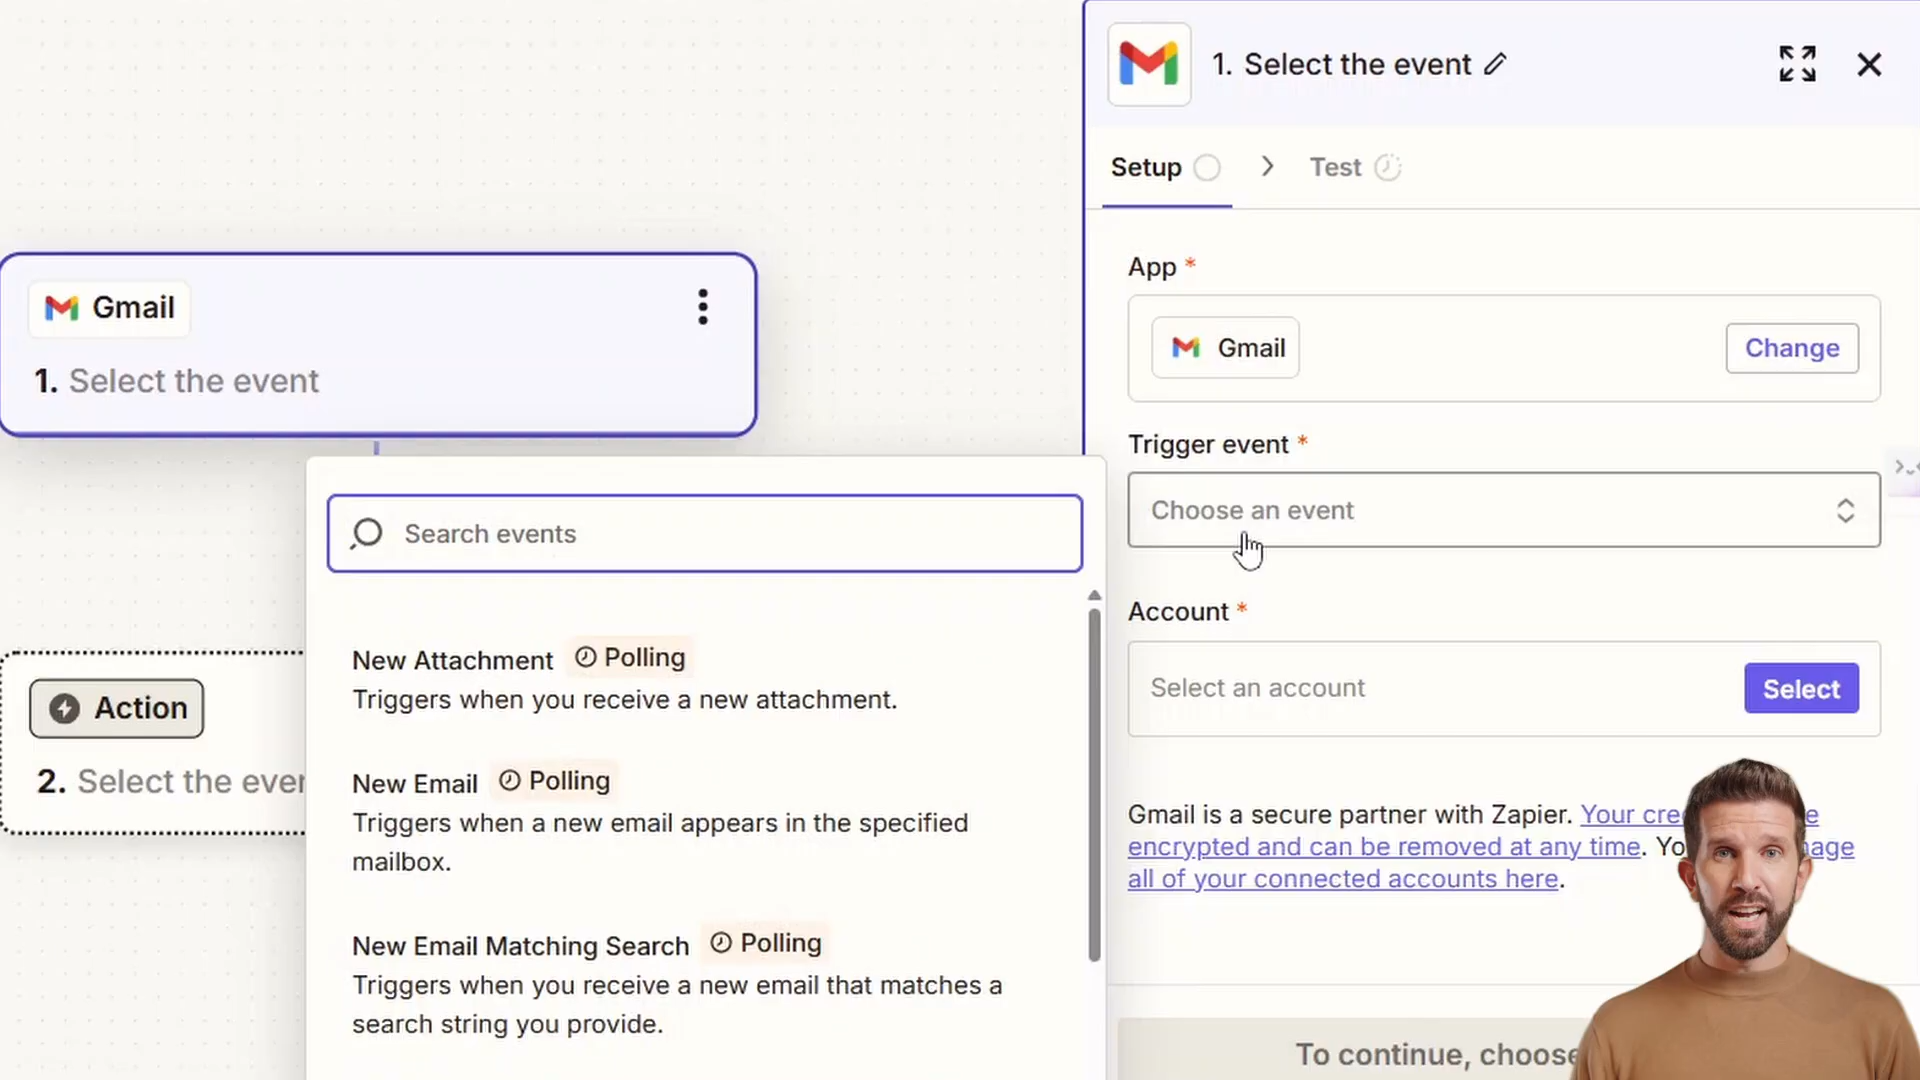 Gmail
1. Select the event
Action
2. Select the
Search events
New Attachment Polling
Triggers when you receive a new attachment.
New Email Polling
Triggers when a new email appears in the specified
mailbox.
New Email Matching Search Polling
Triggers when you receive a new email that matches a
search string you provide.
1. Select the event
Setup
Test
App *
Gmail
Change
Trigger event *
Choose an event
Account *
Select an account
Select
Gmail is a secure partner with Zapier. Your
encrypted and can be removed at any time.
all of your connected accounts here.
To continue, choose